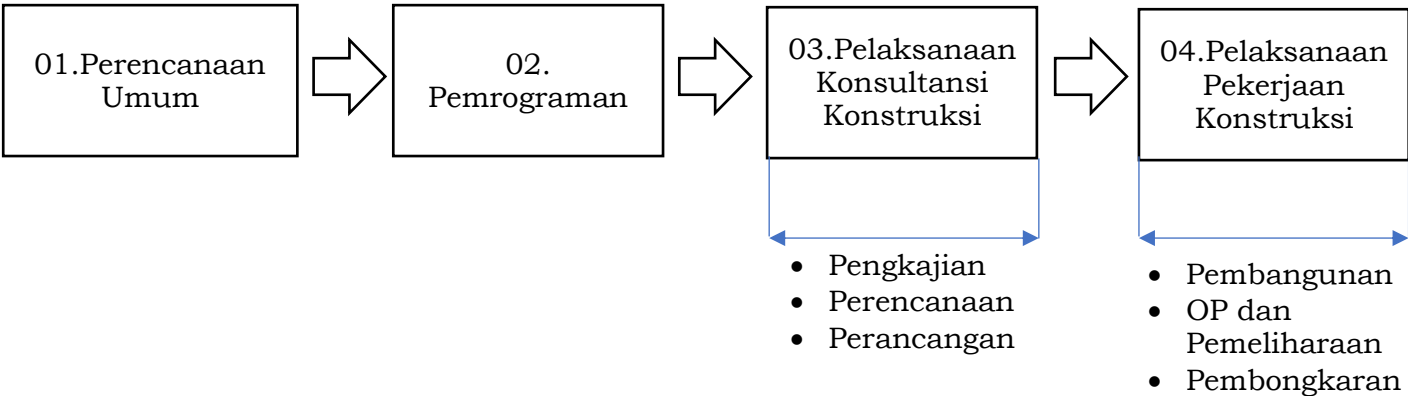 01.Perencanaan
Umum
02.
Pemrograman
03.Pelaksanaan
Konsultansi
Konstruksi
04.Pelaksanaan
Pekerjaan
Konstruksi
• Pengkajian
• Perencanaan
• Perancangan
• Pembangunan
• OP dan
Pemeliharaan
• Pembongkaran